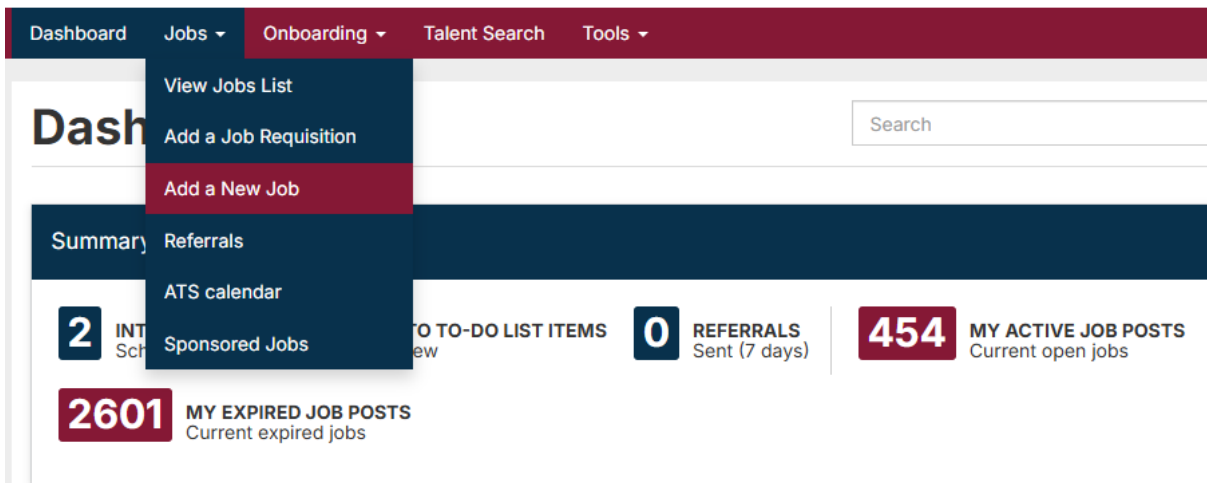 Dashboard Jobs Onboarding Talent Search Tools
View Jobs List
Dash
Add a Job Requisition
Search
Add a New Job
Summary
Referrals
ATS calendar
Sponsored Jobs
2 INT
Sch
TO-DO LIST ITEMS
0 REFERRALS
Sent (7 days)
454 MY ACTIVE JOB POSTS
Current open jobs
2601 MY EXPIRED JOB POSTS
Current expired jobs